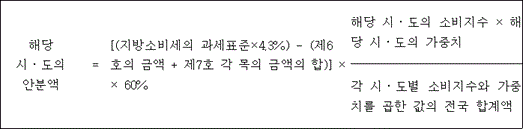 해당
시ㆍ도의
안분액
=
[(지방소비세의 과세표준×4.3%) - (제6
호의 금액 + 제7호 각 목의 금액의 합)] ×
× 60%
해당 시ㆍ도의 소비지수 × 해
당 시ㆍ도의 가중치
각 시ㆍ도별 소비지수와 가중
치를 곱한 값의 전국 합계액